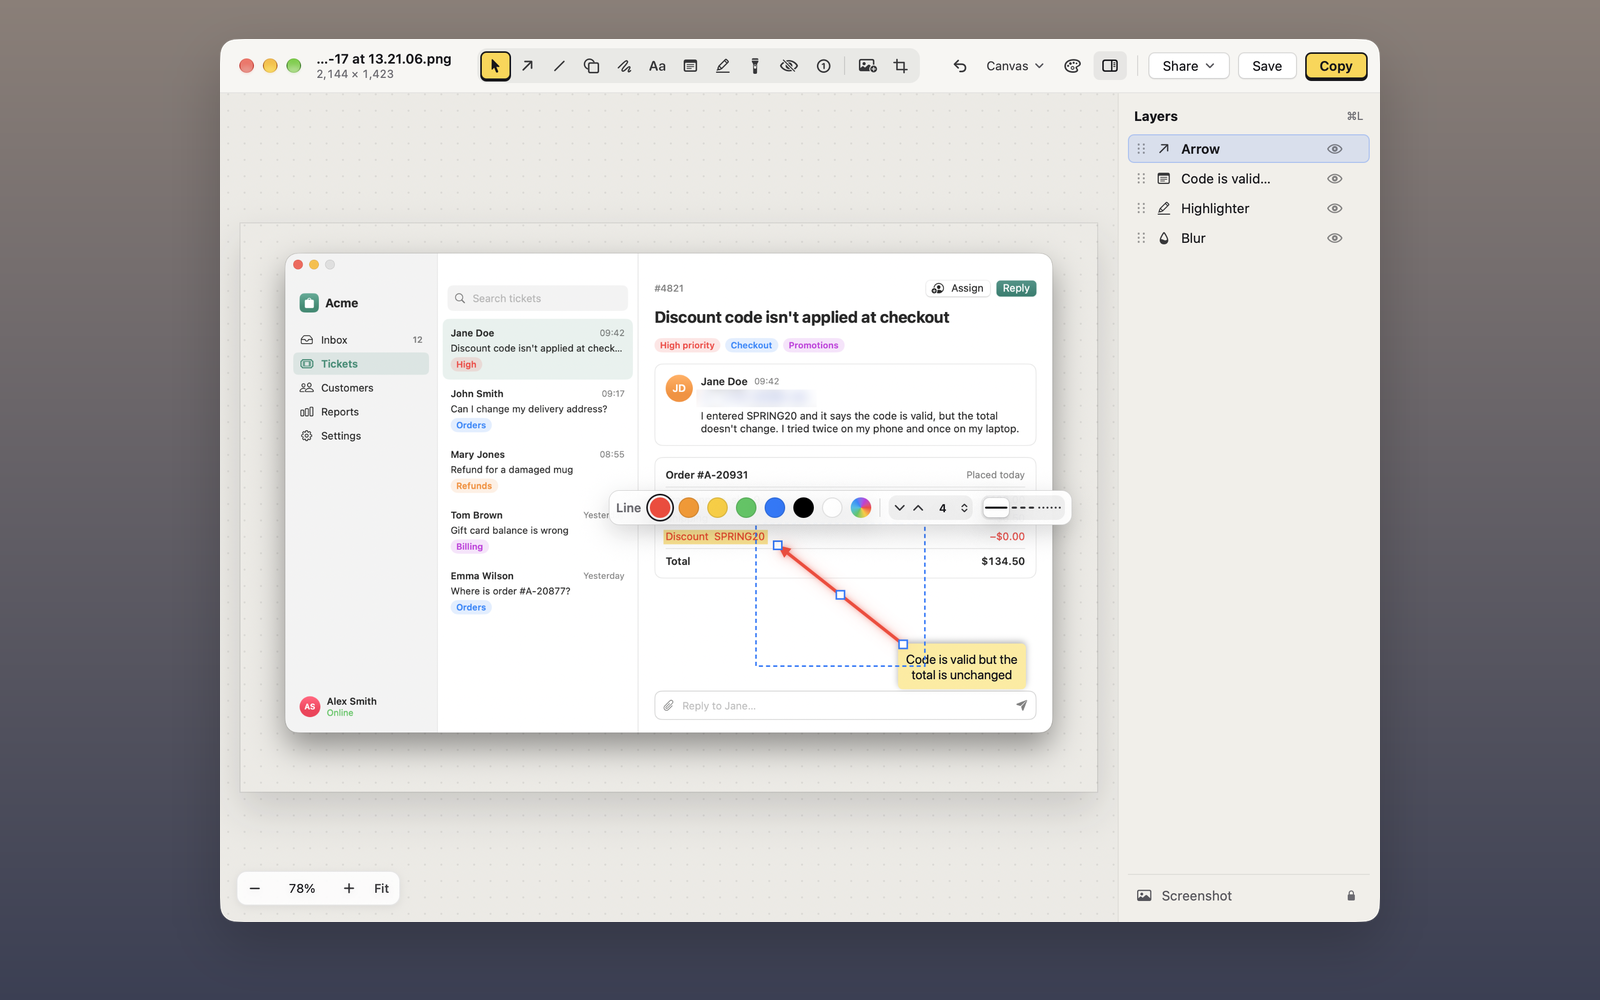 ...-17 at 13.21.06.png
2,144 × 1,423
Aa
1
Canvas
Share
Save
Copy
Layers
⌘L
Arrow
Code is valid...
Highlighter
Blur
Screenshot
Acme
Inbox 12
Tickets
Customers
Reports
Settings
AS
Alex Smith
Online
Search tickets
Jane Doe 09:42
Discount code isn't applied at check...
High
John Smith 09:17
Can I change my delivery address?
Orders
Mary Jones 08:55
Refund for a damaged mug
Refunds
Tom Brown
Gift card balance is wrong
Billing
Emma Wilson Yesterday
Where is order #A-20877?
Orders
#4821
Assign
Reply
Discount code isn't applied at checkout
High priority Checkout Promotions
JD
Jane Doe 09:42
I entered SPRING20 and it says the code is valid, but the total
doesn't change. I tried twice on my phone and once on my laptop.
Order #A-20931 Placed today
Line 4
Discount SPRING20 −$0.00
Total $134.50
Code is valid but the
total is unchanged
Reply to Jane...
78% Fit